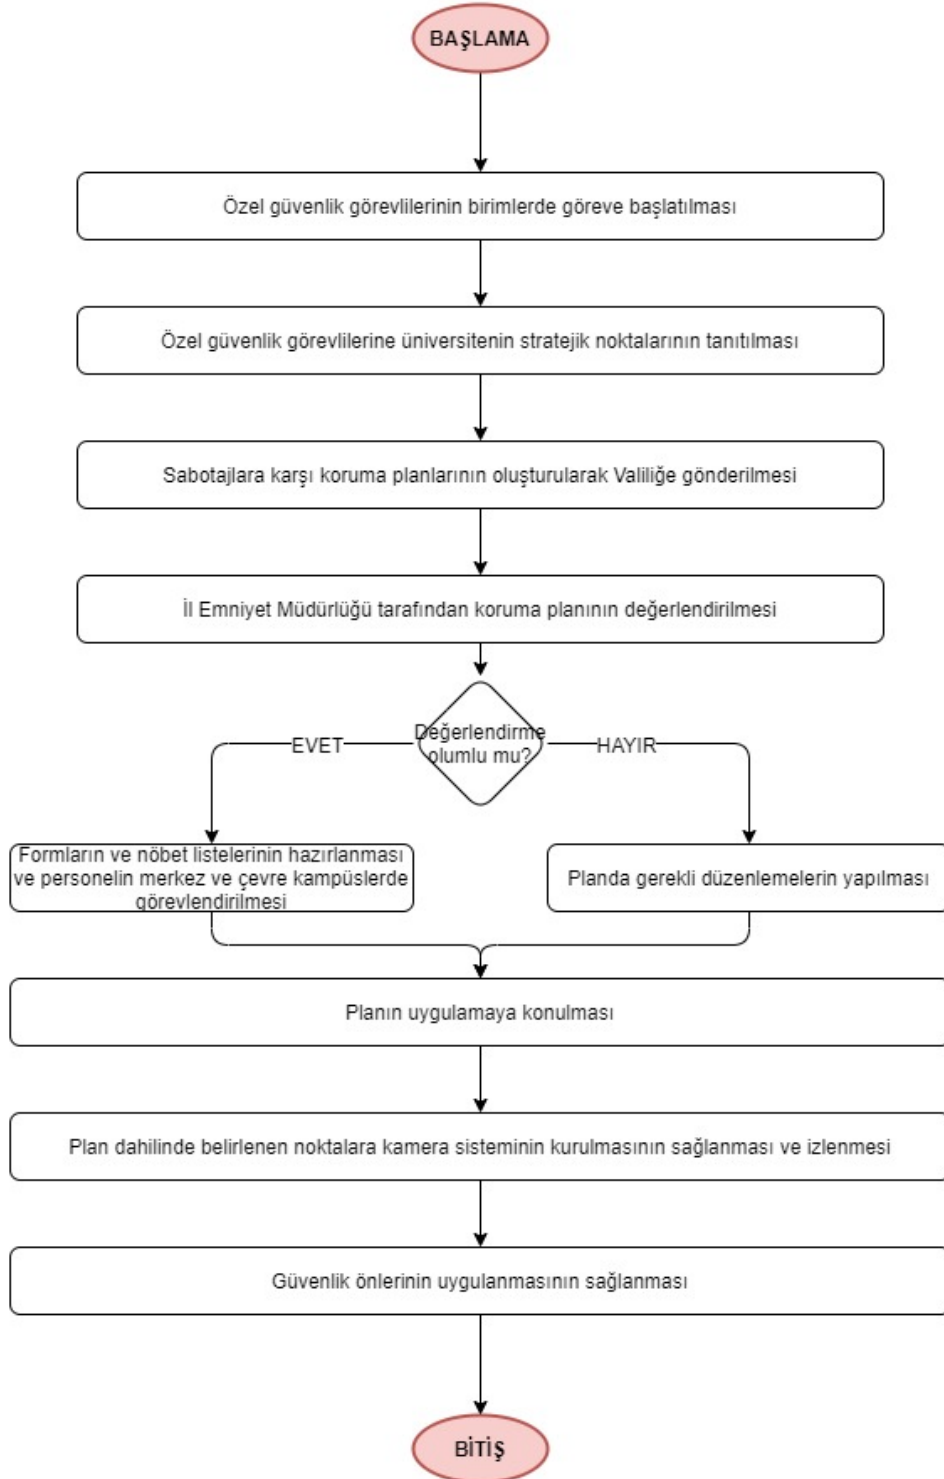 BAŞLAMA
Özel güvenlik görevlilerinin birimlerde göreve başlatılması
Özel güvenlik görevlilerine üniversitenin stratejik noktalarının tanıtılması
Sabotajlara karşı koruma planlarının oluşturularak Valiliğe gönderilmesi
İl Emniyet Müdürlüğü tarafından koruma planının değerlendirilmesi
Değerlendirme
olumlu mu?
EVET
HAYIR
Formların ve nöbet listelerinin hazırlanması
ve personelin merkez ve çevre kampüslerde
görevlendirilmesi
Planda gerekli düzenlemelerin yapılması
Planın uygulamaya konulması
Plan dahilinde belirlenen noktalara kamera sisteminin kurulmasının sağlanması ve izlenmesi
Güvenlik önlerinin uygulanmasının sağlanması
BİTİŞ